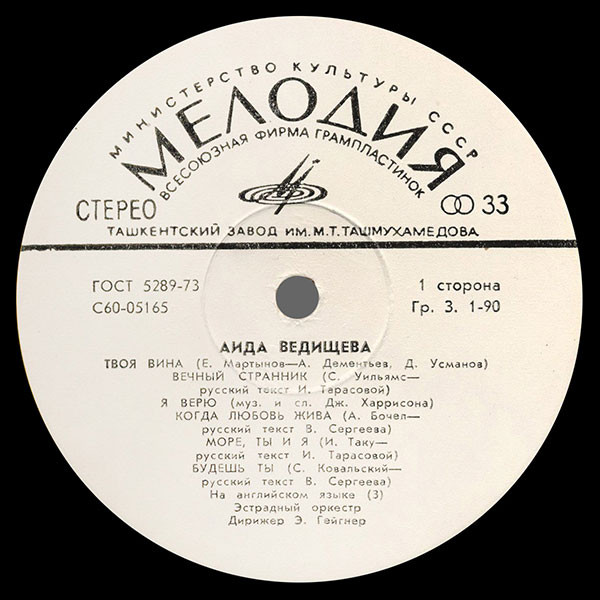 МИНИСТЕРСТВО КУЛЬТУРЫ СССР
МЕЛОДИЯ
ВСЕСОЮЗНАЯ ФИРМА ГРАМПЛАСТИНОК
СТЕРЕО 33
ТАШКЕНТСКИЙ ЗАВОД ИМ. М.Т. ТАШМУХАМЕДОВА
ГОСТ 5289-73 1 сторона
С60-05165 Гр. 3. 1-90
АИДА ВЕДИЩЕВА
ТВОЯ ВИНА (Е. Мартынов—А. Дементьев, Д. Усманов)
ВЕЧНЫЙ СТРАННИК (С. Уильямс—
русский текст И. Тарасовой)
Я ВЕРЮ (муз. и сл. Дж. Харрисона)
КОГДА ЛЮБОВЬ ЖИВА (А. Бочел—
русский текст В. Сергеева)
МОРЕ, ТЫ И Я (И. Таку—
русский текст И. Тарасовой)
БУДЕШЬ ТЫ (С. Ковальский—
русский текст В. Сергеева)
На английском языке (3)
Эстрадный оркестр
Дирижер Э. Гейгнер